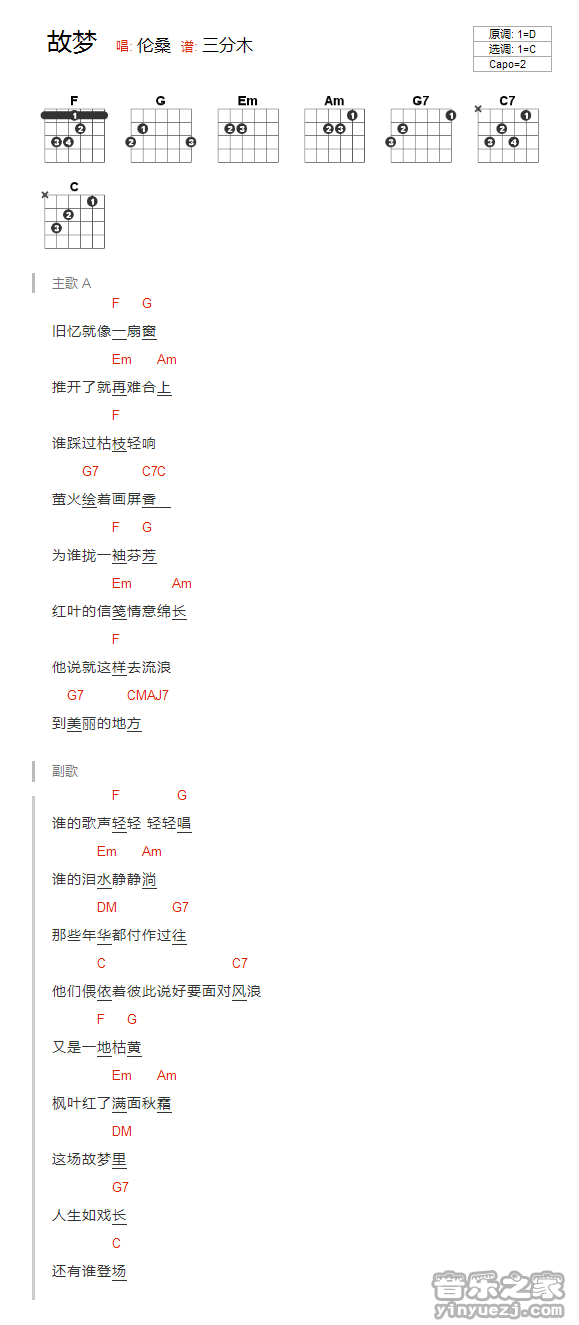 故梦 唱: 伦桑 谱: 三分木
原调: 1=D
选调: 1=C
Capo=2
F G Em Am G7 C7
C
主歌 A
F G
旧忆就像一扇窗
Em Am
推开了就再难合上
F
谁踩过枯枝轻响
G7 C7C
萤火绘着画屏香
F G
为谁拢一袖芬芳
Em Am
红叶的信笺情意绵长
F
他说就这样去流浪
G7 CMAJ7
到美丽的地方
副歌
F G
谁的歌声轻轻 轻轻唱
Em Am
谁的泪水静静淌
DM G7
那些年华都付作过往
C C7
他们偎依着彼此说好要面对风浪
F G
又是一地枯黄
Em Am
枫叶红了满面秋霜
DM
这场故梦里
G7
人生如戏长
C
还有谁登场
音乐之家
yinyuezj.com